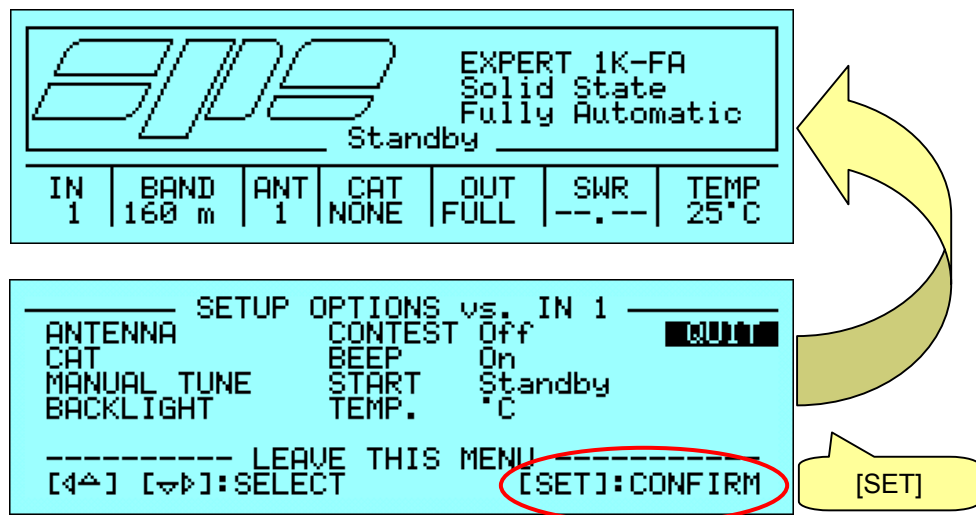 spe
EXPERT 1K-FA
Solid State
Fully Automatic
Standby
IN BAND ANT CAT OUT SWR TEMP
1 160 m 1 NONE FULL --.-- 25°C
SETUP OPTIONS vs. IN 1
ANTENNA CONTEST Off QUIT
CAT BEEP On
MANUAL TUNE START Standby
BACKLIGHT TEMP. °C
---------- LEAVE THIS MENU -----------
[◁△] [▽▷]:SELECT [SET]:CONFIRM
[SET]